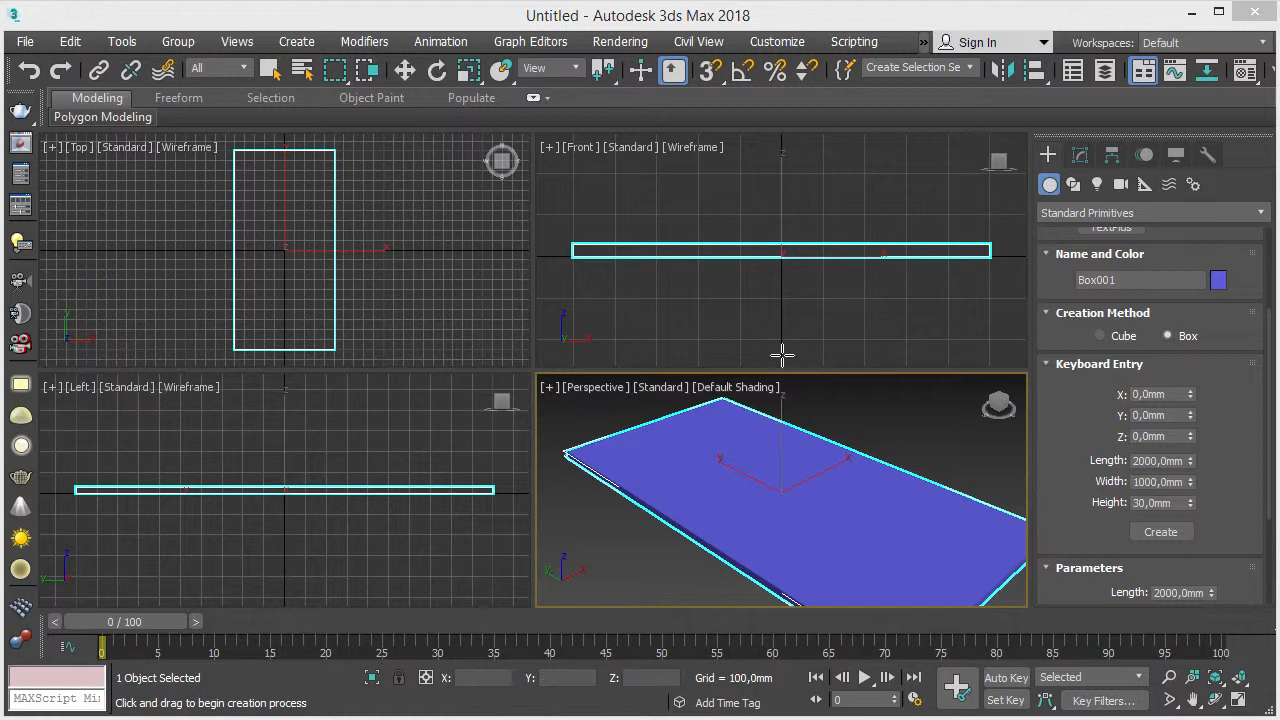 Untitled - Autodesk 3ds Max 2018
File Edit Tools Group Views Create Modifiers Animation Graph Editors Rendering Civil View Customize Scripting » Sign In Workspaces: Default
All View 3 Create Selection Se
Modeling Freeform Selection Object Paint Populate
Polygon Modeling
[+] [Top] [Standard] [Wireframe]
[+] [Front] [Standard] [Wireframe]
Standard Primitives
TextPlus
Name and Color
Box001
Creation Method
Cube Box
Keyboard Entry
[+] [Left] [Standard] [Wireframe]
[+] [Perspective] [Standard] [Default Shading]
X: 0,0mm
Y: 0,0mm
Z: 0,0mm
Length: 2000,0mm
Width: 1000,0mm
Height: 30,0mm
Create
Parameters
Length: 2000,0mm
< 0 / 100 >
0 5 10 15 20 25 30 35 40 45 50 55 60 65 70 75 80 85 90 95 100
1 Object Selected X: Y: Z: Grid = 100,0mm Auto Key Selected
MAXScript Mi Click and drag to begin creation process Add Time Tag 0 Set Key Key Filters...